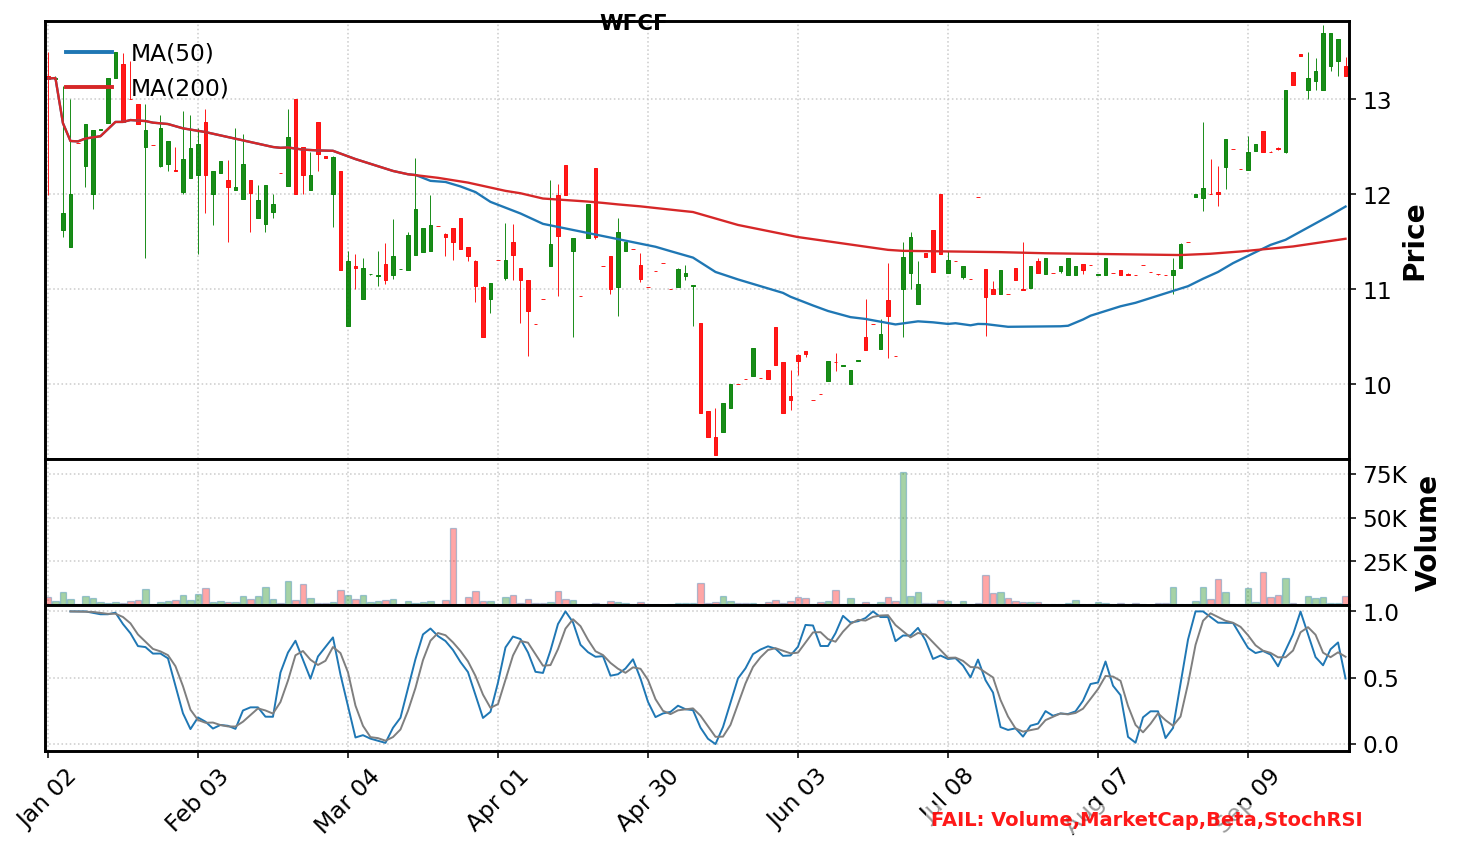 WFCF
MA(50)
MA(200)
13
12
11
10
Price
75K
50K
25K
Volume
1.0
0.5
0.0
Jan 02
Feb 03
Mar 04
Apr 01
Apr 30
Jun 03
Jul 08
Aug 07
Sep 09
FAIL: Volume,MarketCap,Beta,StochRSI